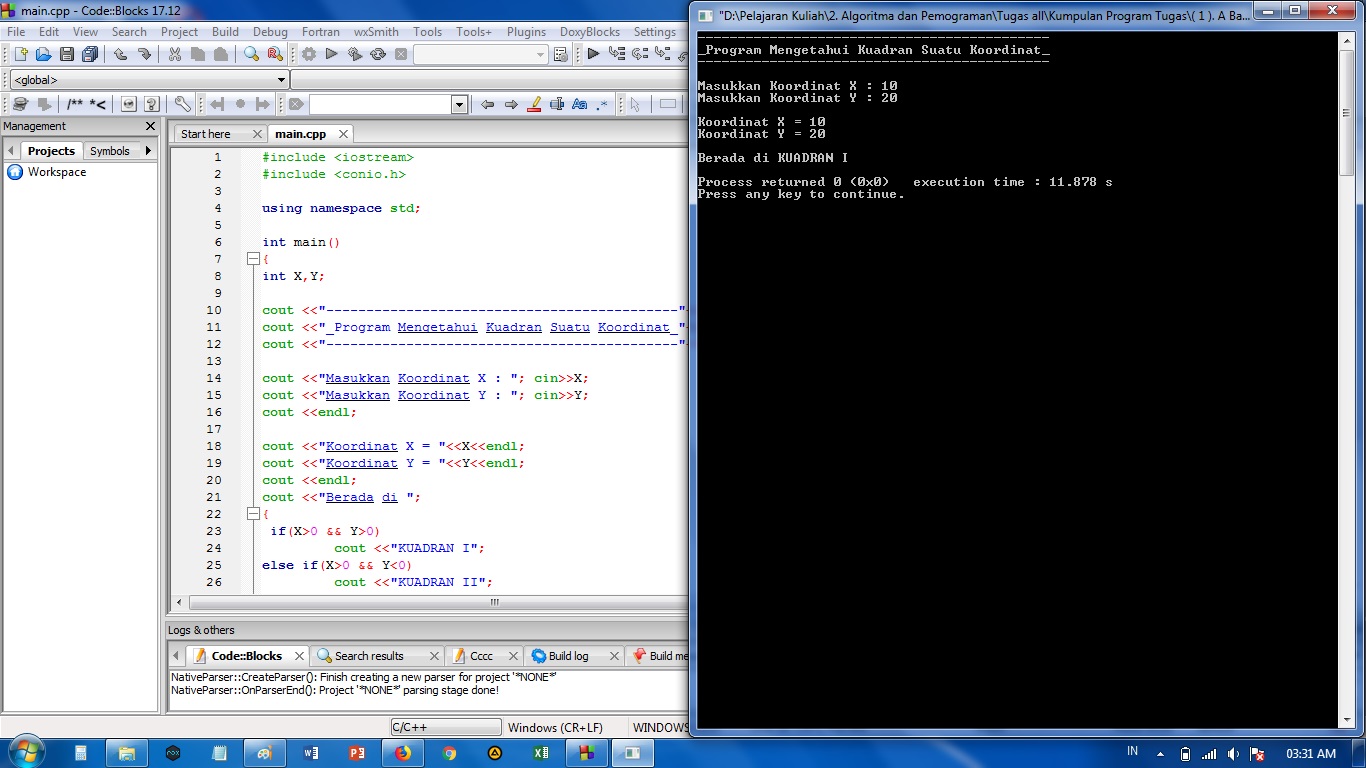 main.cpp - Code::Blocks 17.12
File Edit View Search Project Build Debug Fortran wxSmith Tools Tools+ Plugins DoxyBlocks Settings
<global>
/** *<
Aa .*
Management
Projects Symbols
Workspace
Start here main.cpp
1 #include <iostream>
2 #include <conio.h>
3
4 using namespace std;
5
6 int main()
7 {
8 int X,Y;
9
10 cout <<"--------------------------------------------"
11 cout <<"_Program Mengetahui Kuadran Suatu Koordinat_"
12 cout <<"--------------------------------------------"
13
14 cout <<"Masukkan Koordinat X : "; cin>>X;
15 cout <<"Masukkan Koordinat Y : "; cin>>Y;
16 cout <<endl;
17
18 cout <<"Koordinat X = "<<X<<endl;
19 cout <<"Koordinat Y = "<<Y<<endl;
20 cout <<endl;
21 cout <<"Berada di ";
22 {
23 if(X>0 && Y>0)
24 cout <<"KUADRAN I";
25 else if(X>0 && Y<0)
26 cout <<"KUADRAN II";
Logs & others
Code::Blocks Search results Cccc Build log Build me
NativeParser::CreateParser(): Finish creating a new parser for project '*NONE*'
NativeParser::OnParserEnd(): Project '*NONE*' parsing stage done!
C/C++ Windows (CR+LF) WINDOWS
"D:\Pelajaran Kuliah\2. Algoritma dan Pemograman\Tugas all\Kumpulan Program Tugas\( 1 ). A Ba...
--------------------------------------------
_Program Mengetahui Kuadran Suatu Koordinat_
--------------------------------------------
Masukkan Koordinat X : 10
Masukkan Koordinat Y : 20
Koordinat X = 10
Koordinat Y = 20
Berada di KUADRAN I
Process returned 0 (0x0)   execution time : 11.878 s
Press any key to continue.
IN 03:31 AM